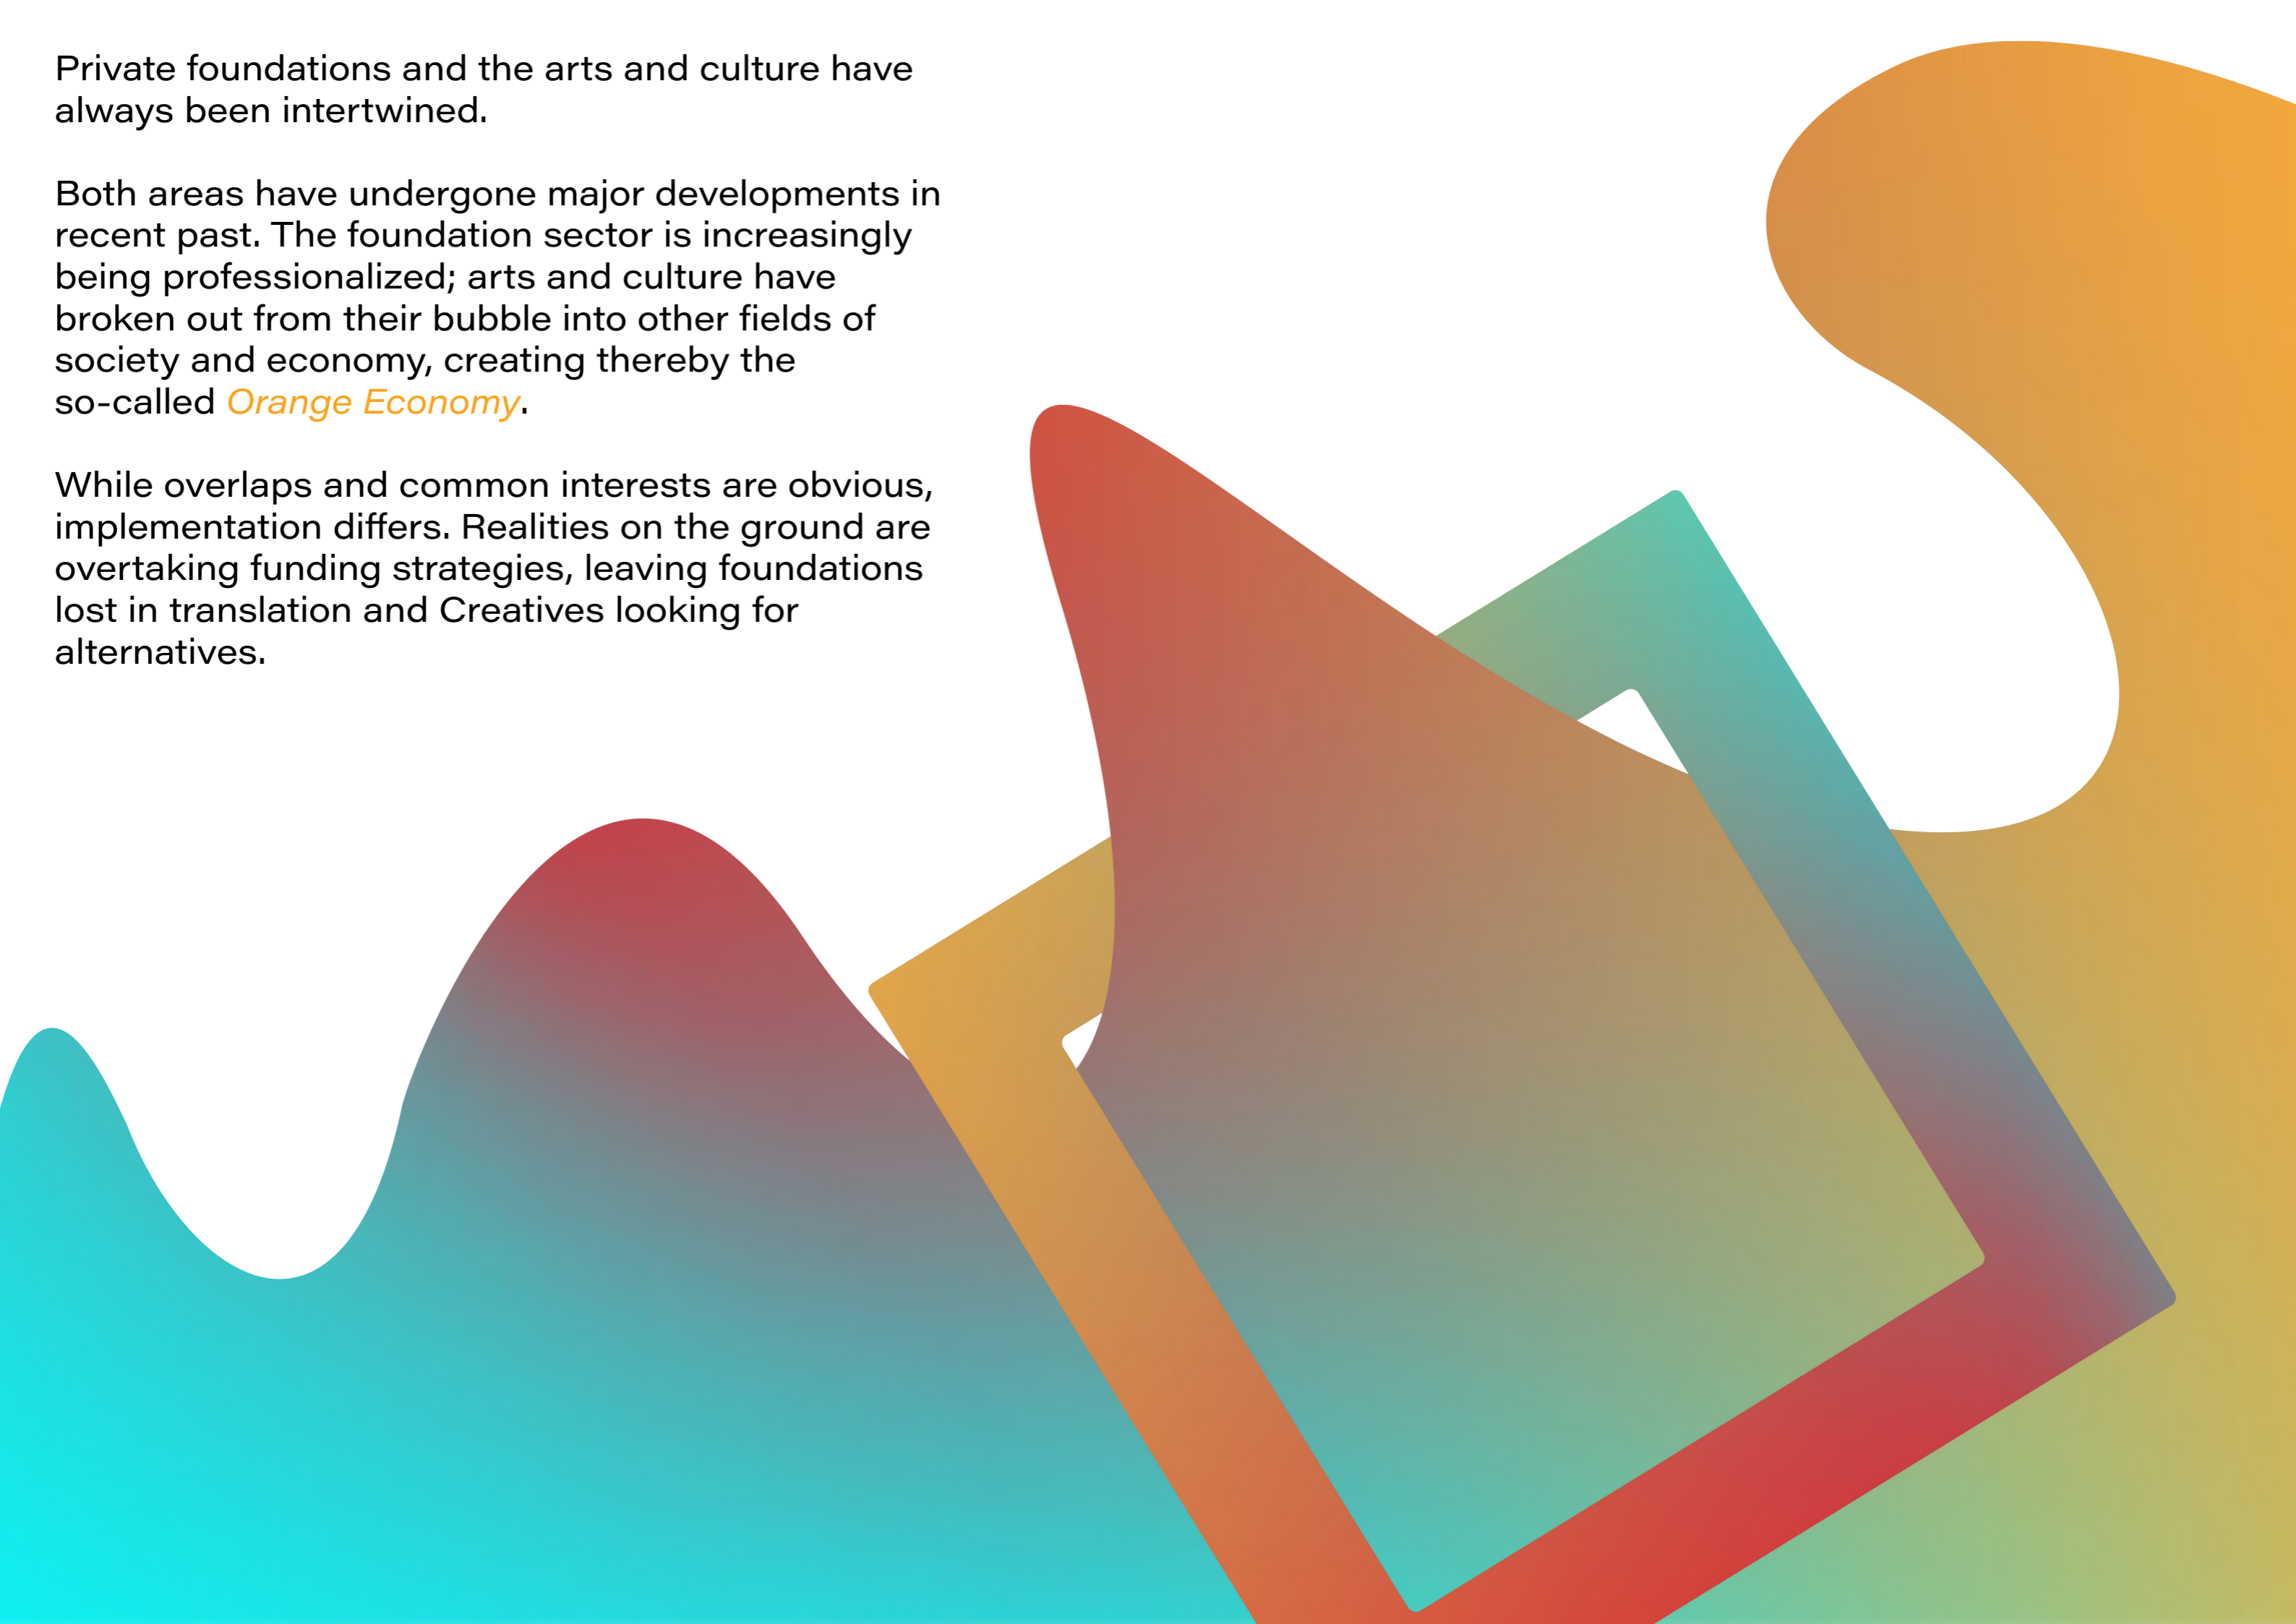 Private foundations and the arts and culture have
always been intertwined.
Both areas have undergone major developments in
recent past. The foundation sector is increasingly
being professionalized; arts and culture have
broken out from their bubble into other fields of
society and economy, creating thereby the
so-called Orange Economy.
While overlaps and common interests are obvious,
implementation differs. Realities on the ground are
overtaking funding strategies, leaving foundations
lost in translation and Creatives looking for
alternatives.